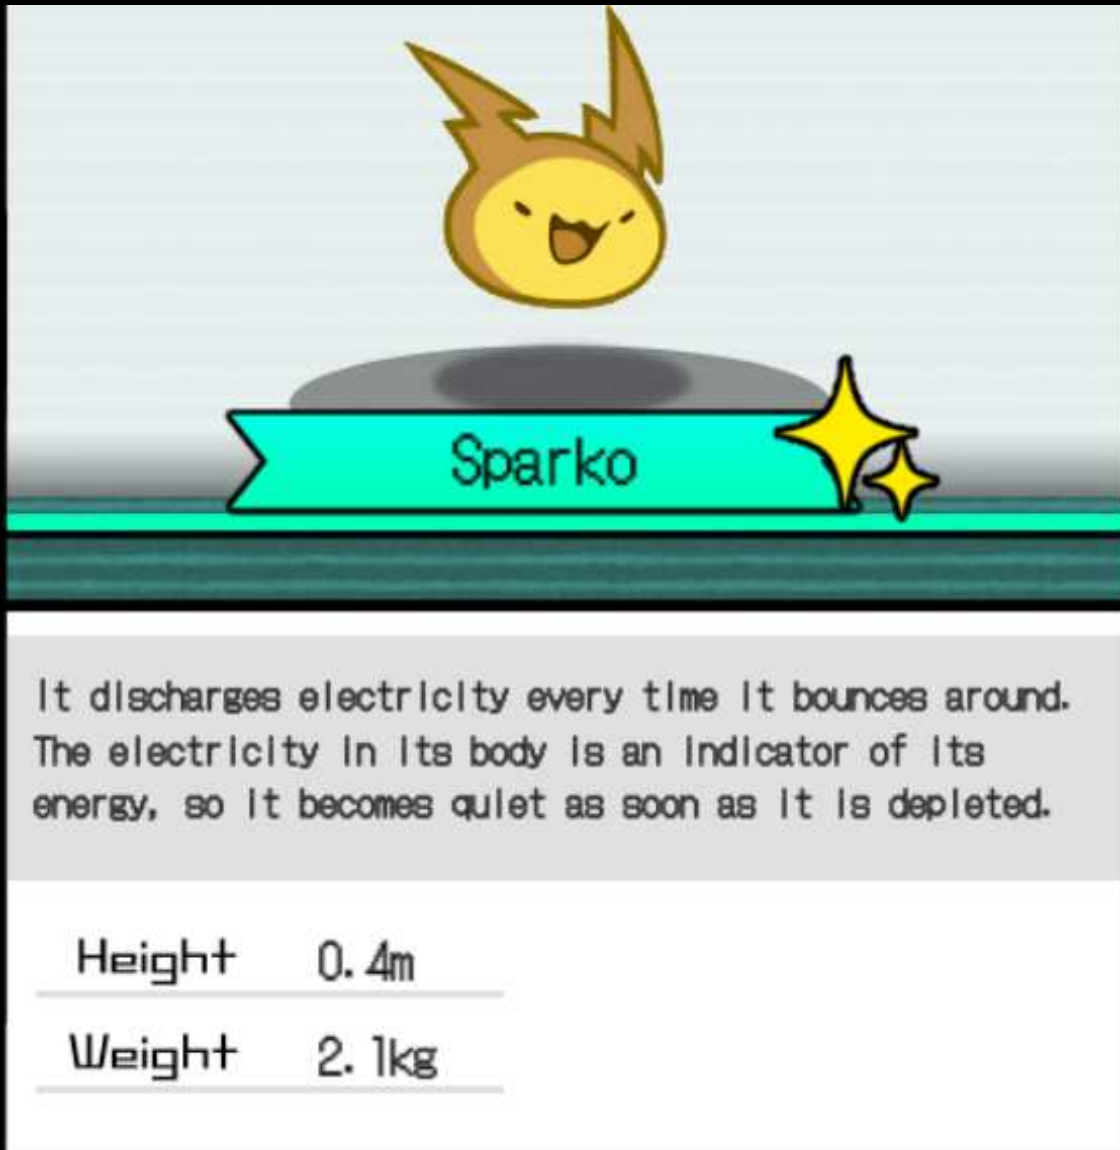 Sparko
It discharges electricity every time it bounces around.
The electricity in its body is an indicator of its
energy, so it becomes quiet as soon as it is depleted.
Height 0.4m
Weight 2.1kg